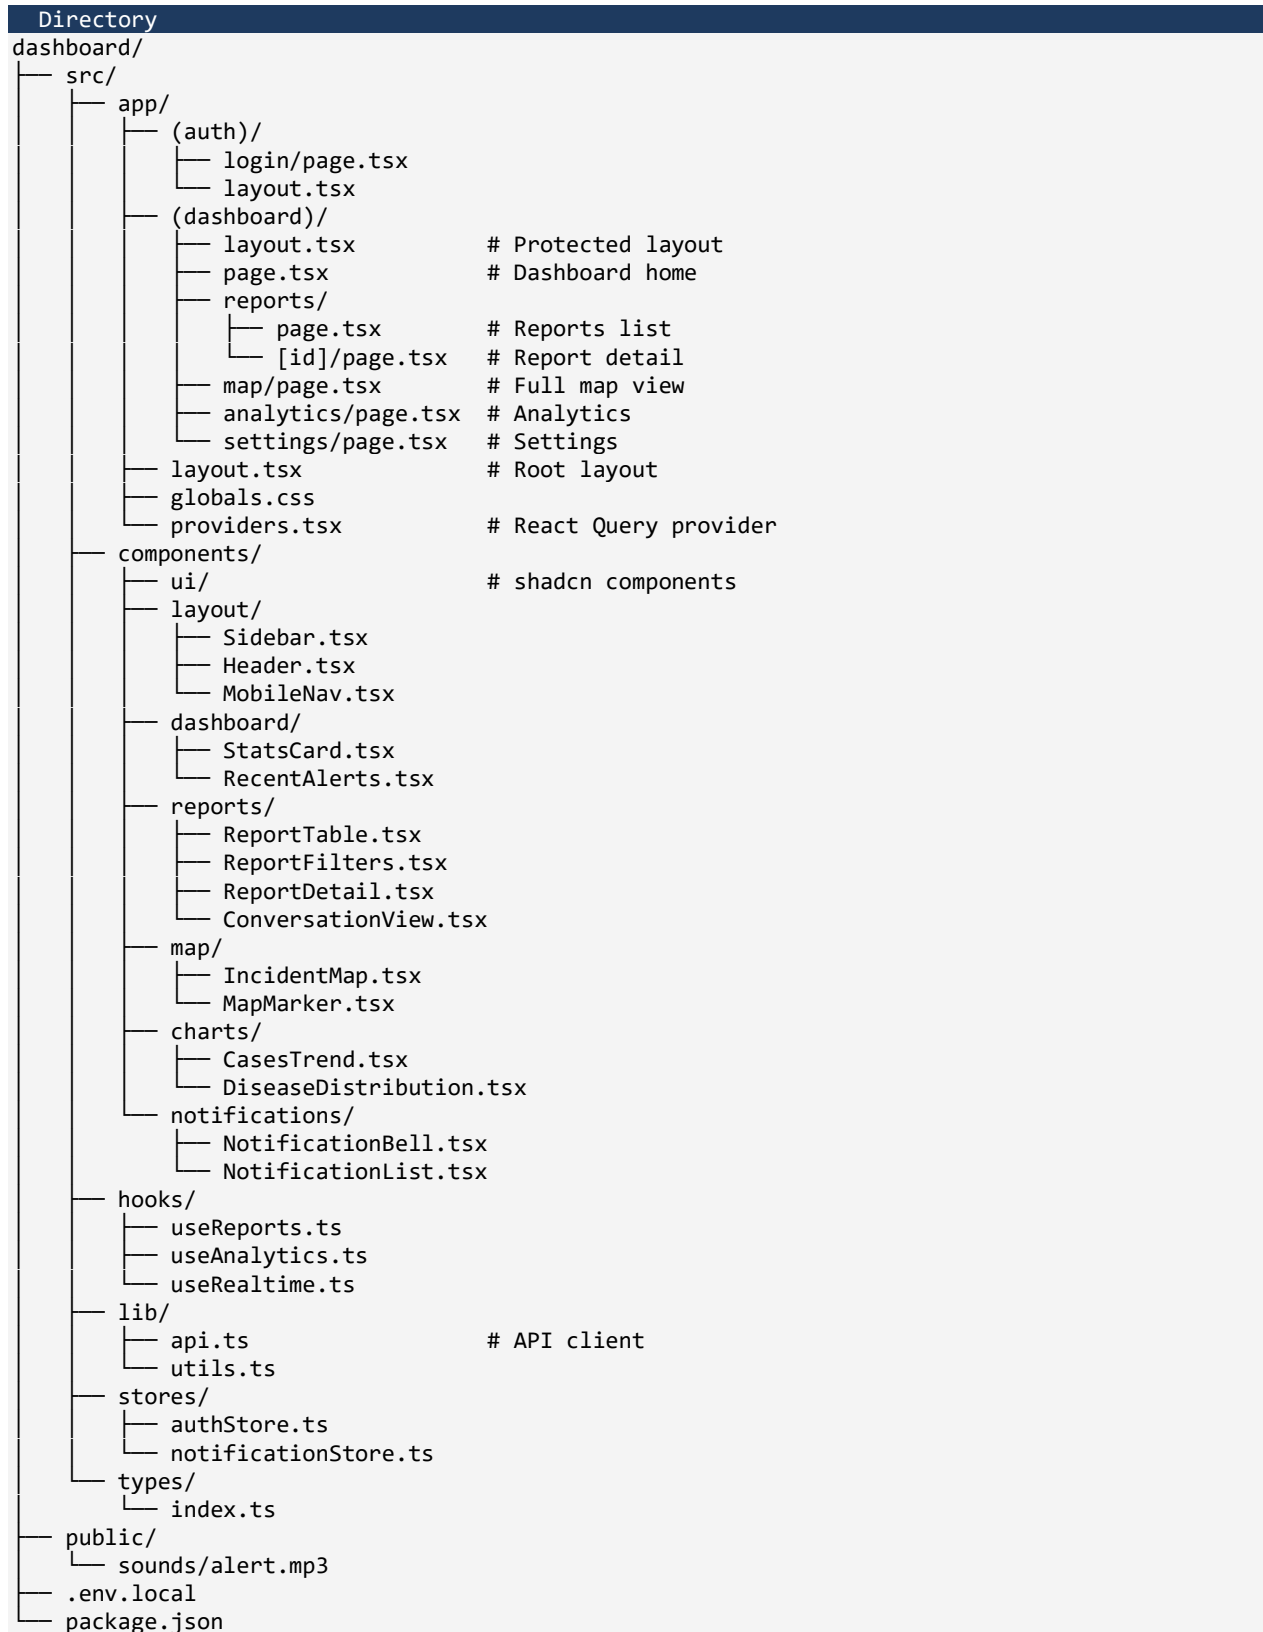 Directory
dashboard/
├── src/
│   ├── app/
│   │   ├── (auth)/
│   │   │   ├── login/page.tsx
│   │   │   └── layout.tsx
│   │   ├── (dashboard)/
│   │   │   ├── layout.tsx          # Protected layout
│   │   │   ├── page.tsx            # Dashboard home
│   │   │   ├── reports/
│   │   │   │   ├── page.tsx        # Reports list
│   │   │   │   └── [id]/page.tsx   # Report detail
│   │   │   ├── map/page.tsx        # Full map view
│   │   │   ├── analytics/page.tsx  # Analytics
│   │   │   └── settings/page.tsx   # Settings
│   │   ├── layout.tsx              # Root layout
│   │   ├── globals.css
│   │   └── providers.tsx           # React Query provider
│   ├── components/
│   │   ├── ui/                     # shadcn components
│   │   ├── layout/
│   │   │   ├── Sidebar.tsx
│   │   │   ├── Header.tsx
│   │   │   └── MobileNav.tsx
│   │   ├── dashboard/
│   │   │   ├── StatsCard.tsx
│   │   │   └── RecentAlerts.tsx
│   │   ├── reports/
│   │   │   ├── ReportTable.tsx
│   │   │   ├── ReportFilters.tsx
│   │   │   ├── ReportDetail.tsx
│   │   │   └── ConversationView.tsx
│   │   ├── map/
│   │   │   ├── IncidentMap.tsx
│   │   │   └── MapMarker.tsx
│   │   ├── charts/
│   │   │   ├── CasesTrend.tsx
│   │   │   └── DiseaseDistribution.tsx
│   │   └── notifications/
│   │       ├── NotificationBell.tsx
│   │       └── NotificationList.tsx
│   ├── hooks/
│   │   ├── useReports.ts
│   │   ├── useAnalytics.ts
│   │   └── useRealtime.ts
│   ├── lib/
│   │   ├── api.ts                  # API client
│   │   └── utils.ts
│   ├── stores/
│   │   ├── authStore.ts
│   │   └── notificationStore.ts
│   └── types/
│       └── index.ts
├── public/
│   └── sounds/alert.mp3
├── .env.local
└── package.json